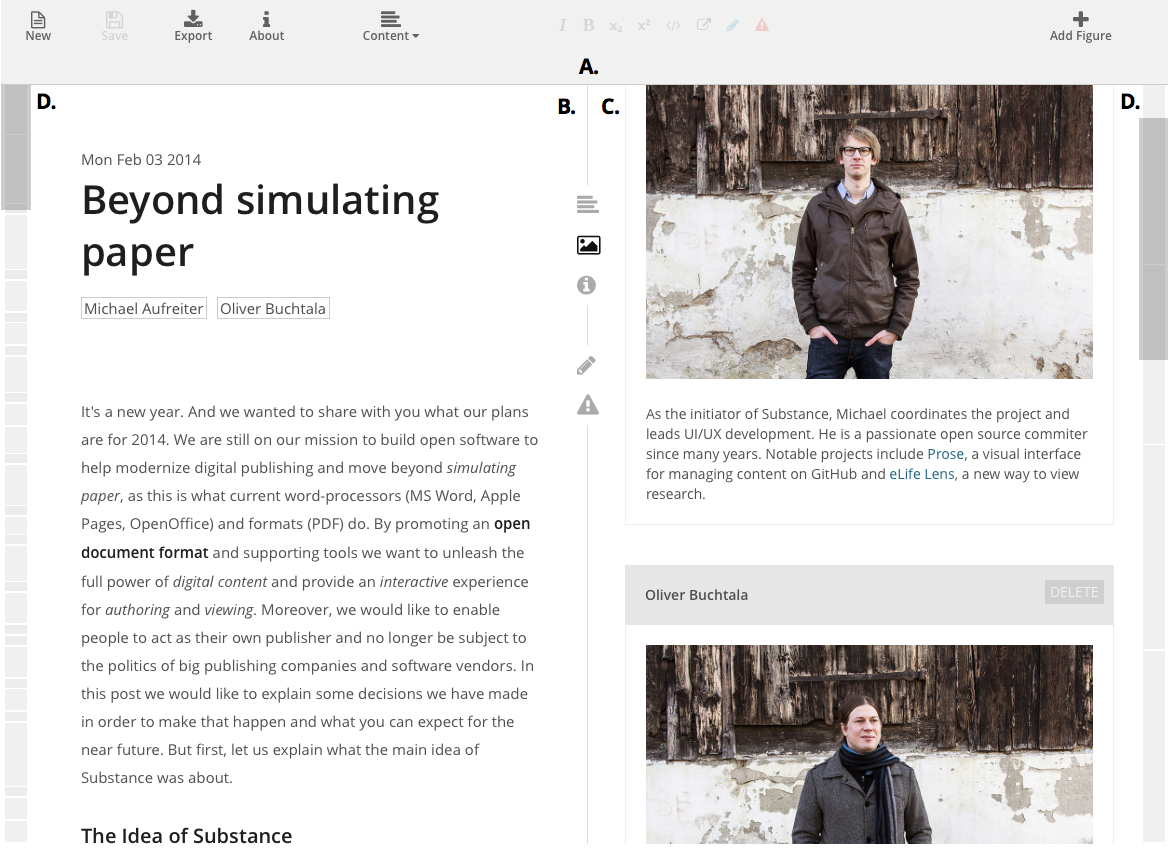 New
Save
Export
About
Content
I B x₂ x² </>
Add Figure
A.
D.
B.
C.
D.
Mon Feb 03 2014
Beyond simulating
paper
Michael Aufreiter Oliver Buchtala
It's a new year. And we wanted to share with you what our plans
are for 2014. We are still on our mission to build open software to
help modernize digital publishing and move beyond simulating
paper, as this is what current word-processors (MS Word, Apple
Pages, OpenOffice) and formats (PDF) do. By promoting an open
document format and supporting tools we want to unleash the
full power of digital content and provide an interactive experience
for authoring and viewing. Moreover, we would like to enable
people to act as their own publisher and no longer be subject to
the politics of big publishing companies and software vendors. In
this post we would like to explain some decisions we have made
in order to make that happen and what you can expect for the
near future. But first, let us explain what the main idea of
Substance was about.
The Idea of Substance
As the initiator of Substance, Michael coordinates the project and
leads UI/UX development. He is a passionate open source commiter
since many years. Notable projects include Prose, a visual interface
for managing content on GitHub and eLife Lens, a new way to view
research.
Oliver Buchtala
DELETE